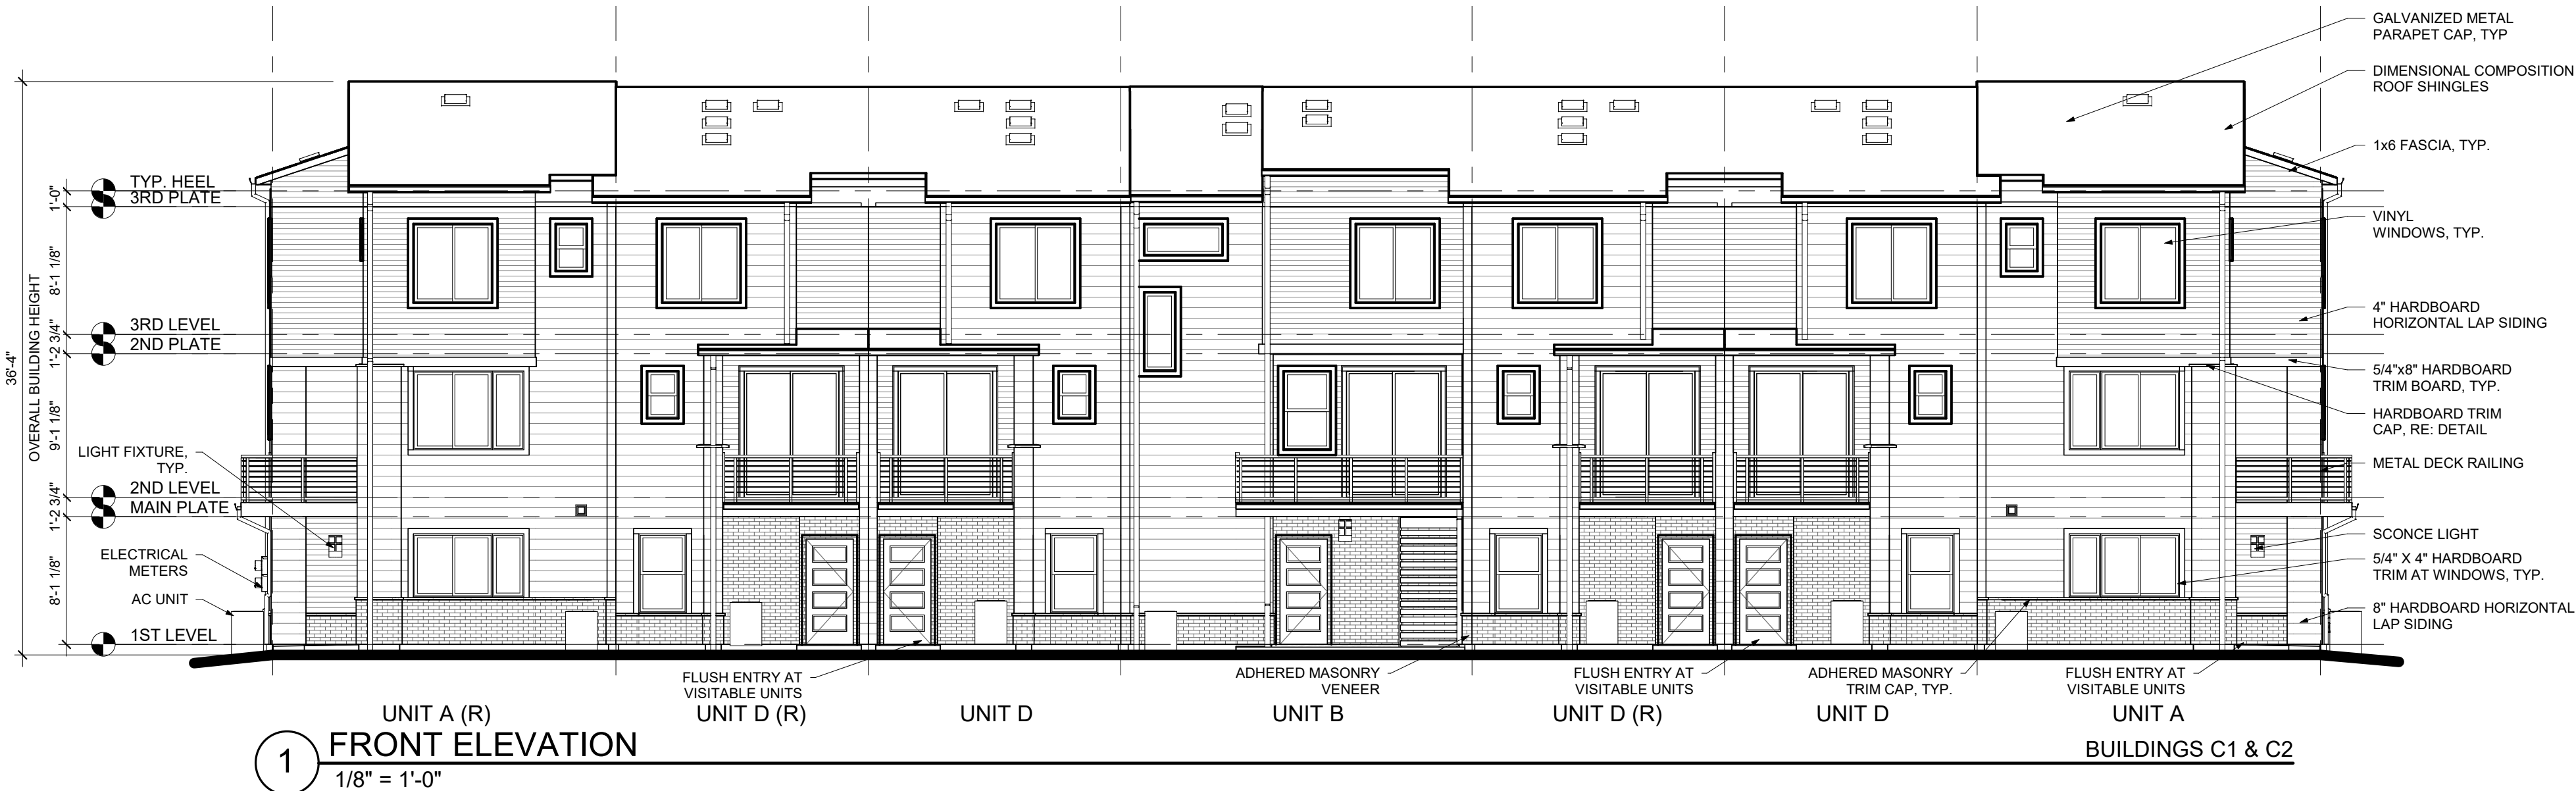 GALVANIZED METAL
PARAPET CAP, TYP
DIMENSIONAL COMPOSITION
ROOF SHINGLES
1x6 FASCIA, TYP.
VINYL
WINDOWS, TYP.
4" HARDBOARD
HORIZONTAL LAP SIDING
5/4"x8" HARDBOARD
TRIM BOARD, TYP.
HARDBOARD TRIM
CAP, RE: DETAIL
METAL DECK RAILING
SCONCE LIGHT
5/4" X 4" HARDBOARD
TRIM AT WINDOWS, TYP.
8" HARDBOARD HORIZONTAL
LAP SIDING
36'-4"
OVERALL BUILDING HEIGHT
1'-0"
8'-1 1/8"
1'-2 3/4"
9'-1 1/8"
1'-2 3/4"
8'-1 1/8"
TYP. HEEL
3RD PLATE
3RD LEVEL
2ND PLATE
LIGHT FIXTURE,
TYP.
2ND LEVEL
MAIN PLATE
ELECTRICAL
METERS
AC UNIT
1ST LEVEL
FLUSH ENTRY AT
VISITABLE UNITS
ADHERED MASONRY
VENEER
FLUSH ENTRY AT
VISITABLE UNITS
ADHERED MASONRY
TRIM CAP, TYP.
FLUSH ENTRY AT
VISITABLE UNITS
UNIT A (R)
UNIT D (R)
UNIT D
UNIT B
UNIT D (R)
UNIT D
UNIT A
1
FRONT ELEVATION
1/8" = 1'-0"
BUILDINGS C1 & C2